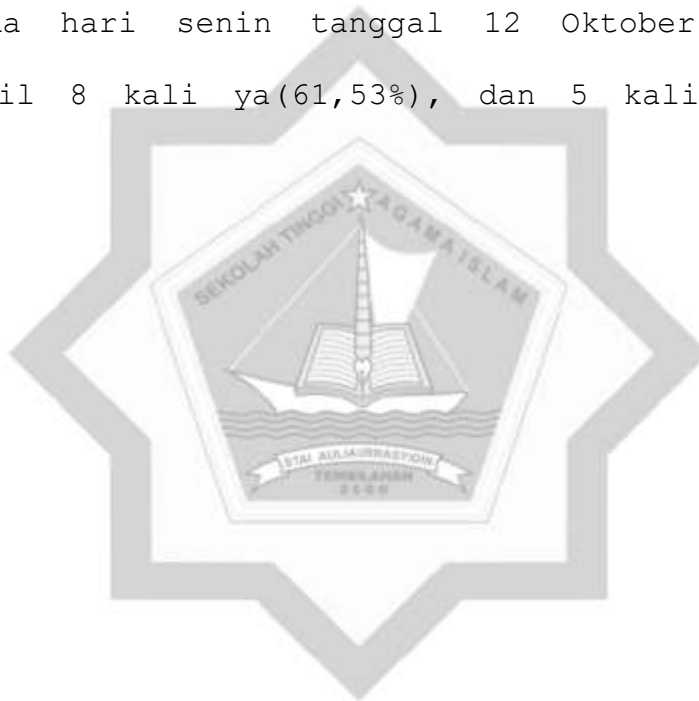 a hari senin tanggal 12 Oktober
il 8 kali ya(61,53%), dan 5 kali
SEKOLAH TINGGI AGAMA ISLAM
STAI AULIAURRASYIDIN
TEMBILAHAN